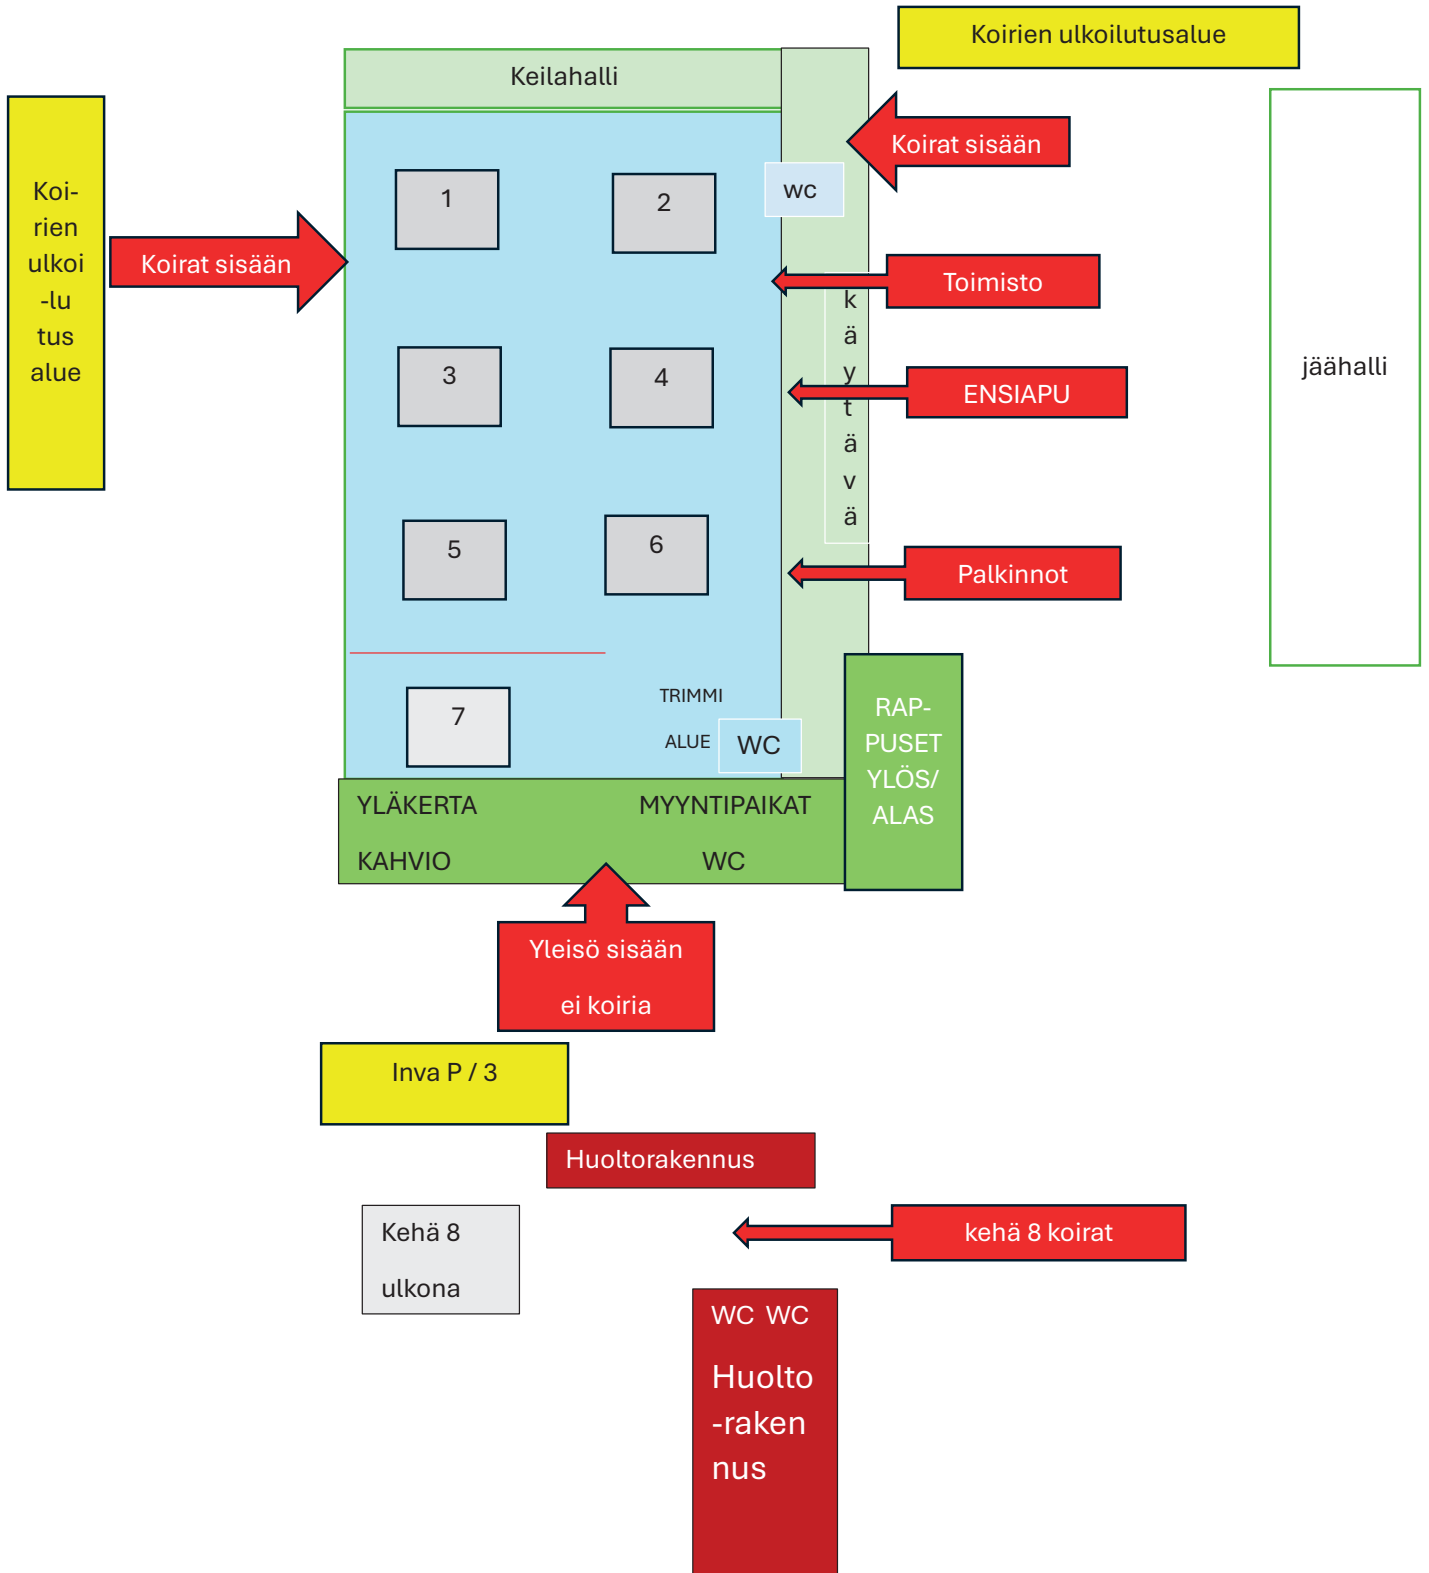 Koirien ulkoilutusalue
Keilahalli
Koi-
rien
ulkoi
-lu
tus
alue
Koirat sisään
Koirat sisään
1
2
wc
Toimisto
k
ä
y
t
ä
v
ä
3
4
ENSIAPU
jäähalli
5
6
Palkinnot
7
TRIMMI
ALUE
WC
RAP-
PUSET
YLÖS/
ALAS
YLÄKERTA MYYNTIPAIKAT
KAHVIO WC
Yleisö sisään
ei koiria
Inva P / 3
Huoltorakennus
Kehä 8
ulkona
kehä 8 koirat
WC WC
Huolto
-raken
nus